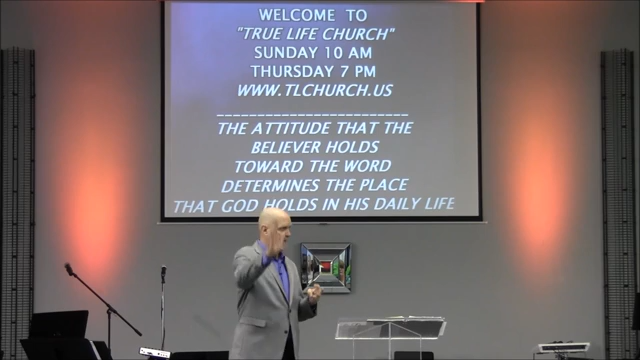 WELCOME TO
"TRUE LIFE CHURCH"
SUNDAY 10 AM
THURSDAY 7 PM
WWW.TLCHURCH.US
________________________
THE ATTITUDE THAT THE
BELIEVER HOLDS
TOWARD THE WORD
DETERMINES THE PLACE
THAT GOD HOLDS IN HIS DAILY LIFE